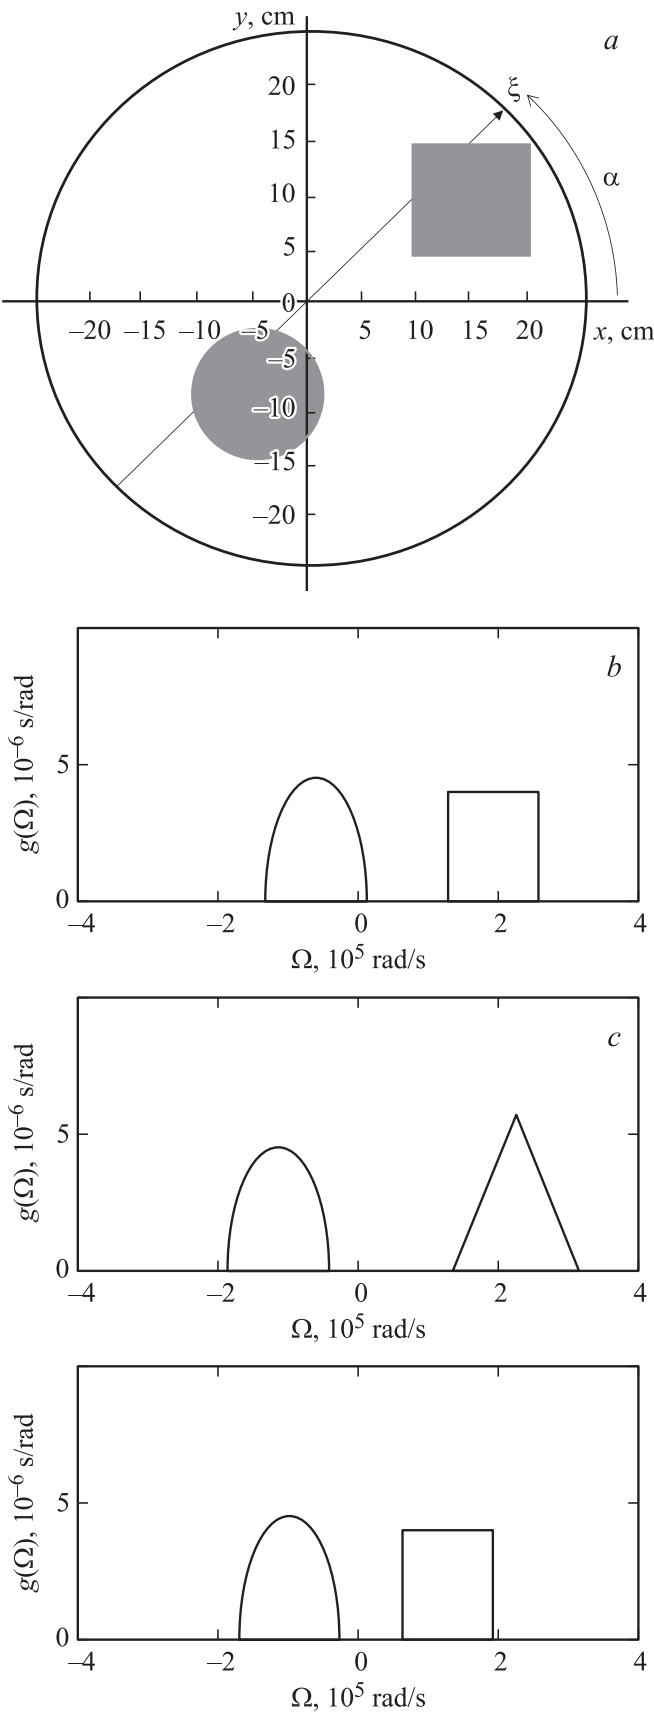 y, cm
a
ξ
20
15
α
10
5
0
–20 –15 –10 –5 5 10 15 20 x, cm
–5
–10
–15
–20
b
g(Ω), 10⁻⁶ s/rad
5
0
–4 –2 0 2 4
Ω, 10⁵ rad/s
c
g(Ω), 10⁻⁶ s/rad
5
0
–4 –2 0 2 4
Ω, 10⁵ rad/s
g(Ω), 10⁻⁶ s/rad
5
0
–4 –2 0 2 4
Ω, 10⁵ rad/s